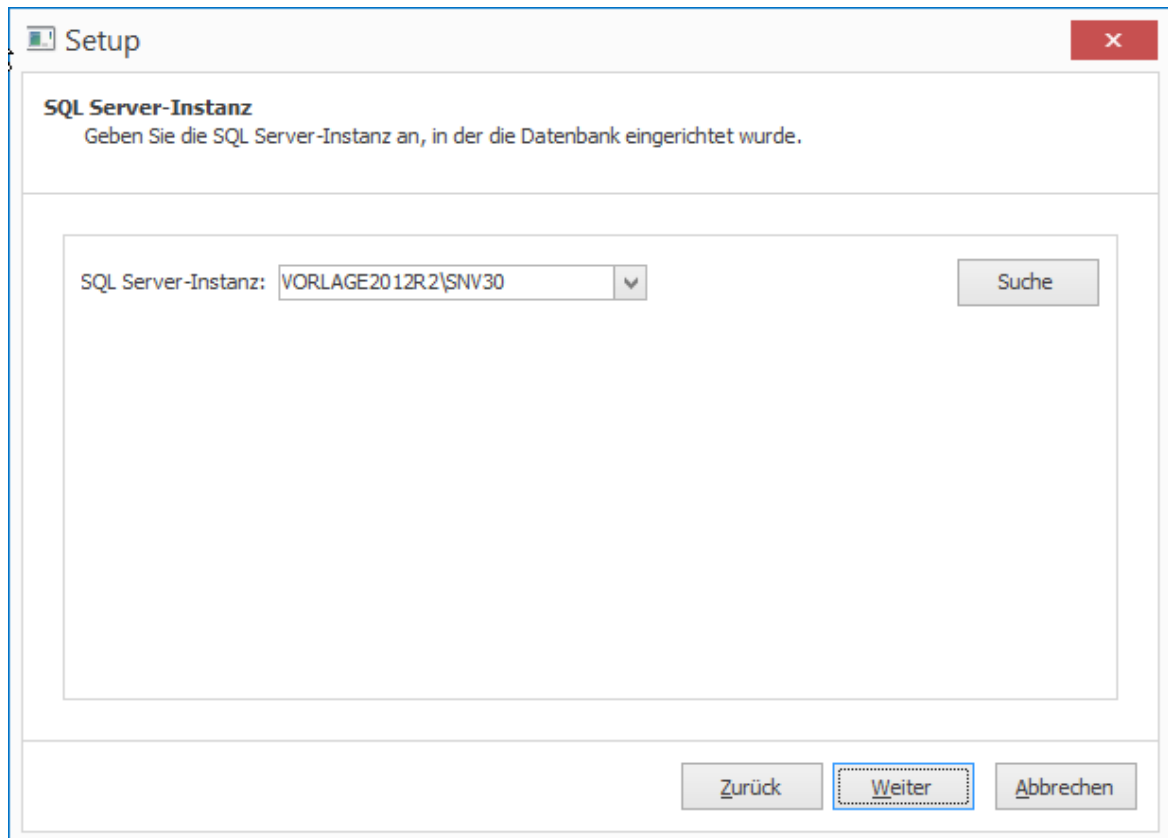 Setup
SQL Server-Instanz
Geben Sie die SQL Server-Instanz an, in der die Datenbank eingerichtet wurde.
SQL Server-Instanz: VORLAGE2012R2\SNV30 Suche
Zurück Weiter Abbrechen